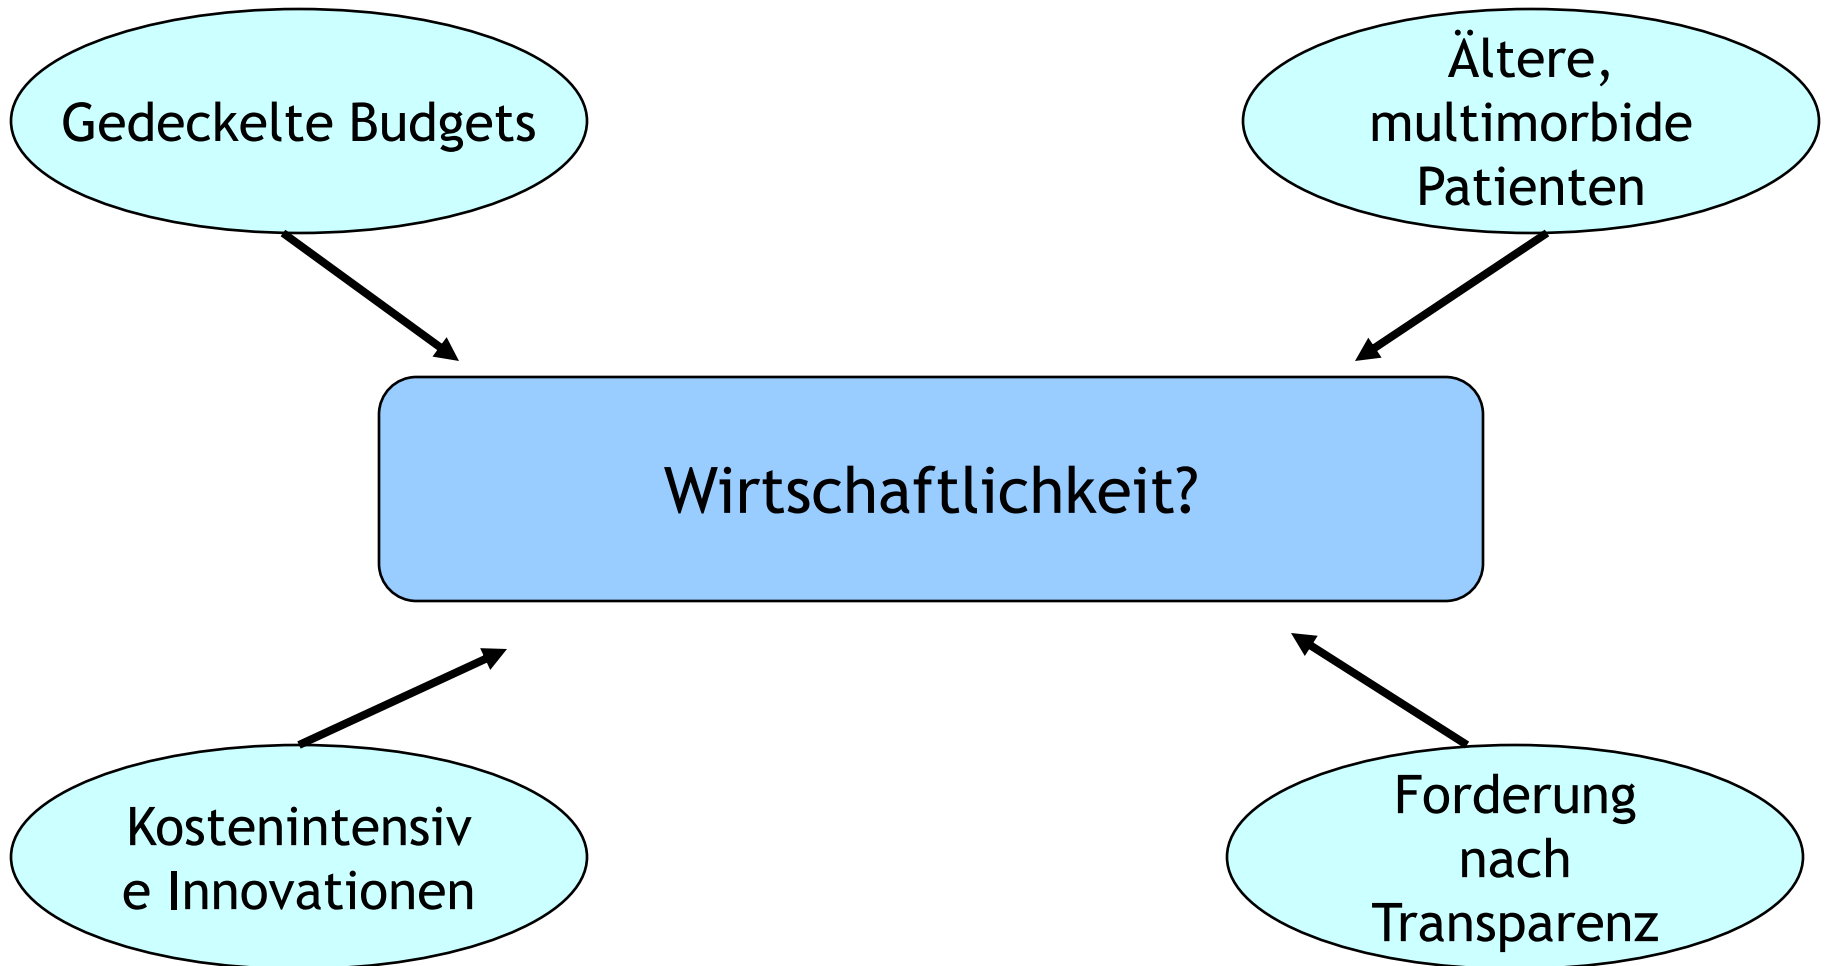 Gedeckelte Budgets
Ältere,
multimorbide
Patienten
Wirtschaftlichkeit?
Kostenintensiv
e Innovationen
Forderung
nach
Transparenz